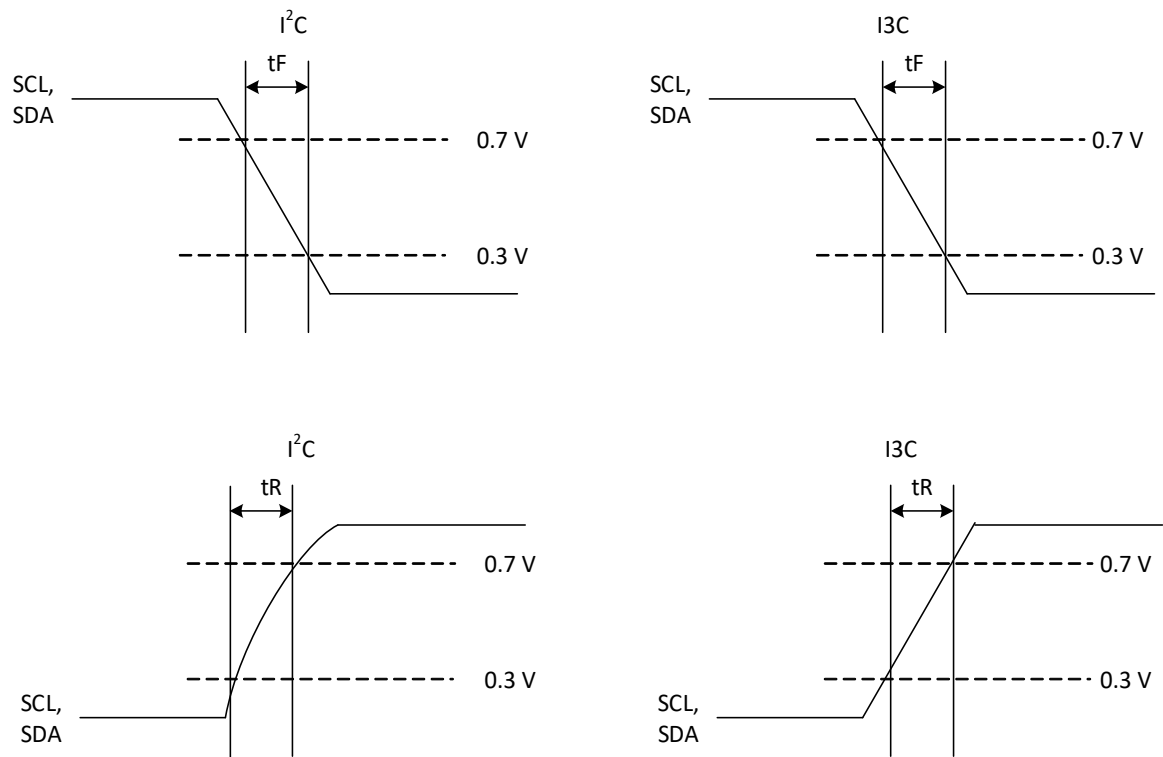 I²C
tF
SCL,
SDA
0.7 V
0.3 V
I3C
tF
SCL,
SDA
0.7 V
0.3 V
I²C
tR
0.7 V
0.3 V
SCL,
SDA
I3C
tR
0.7 V
0.3 V
SCL,
SDA